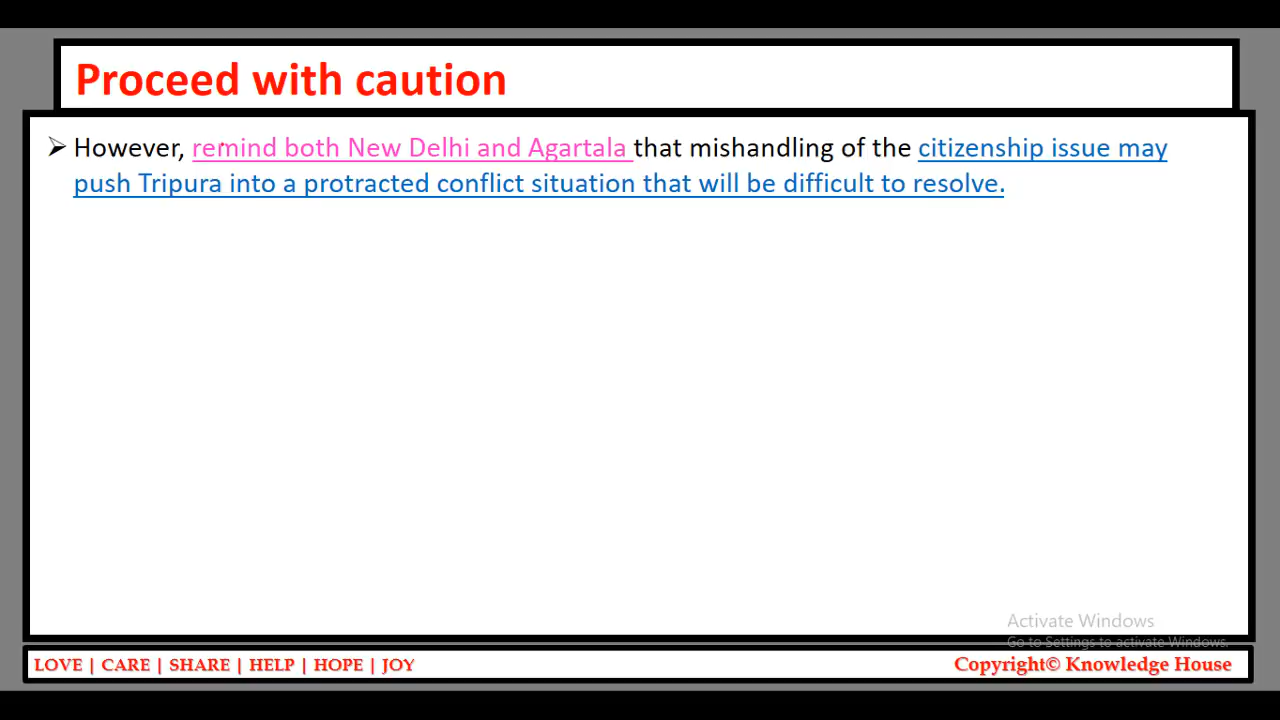 Proceed with caution
➢ However, remind both New Delhi and Agartala that mishandling of the citizenship issue may
push Tripura into a protracted conflict situation that will be difficult to resolve.
Activate Windows
Go to Settings to activate Windows.
LOVE | CARE | SHARE | HELP | HOPE | JOY
Copyright© Knowledge House